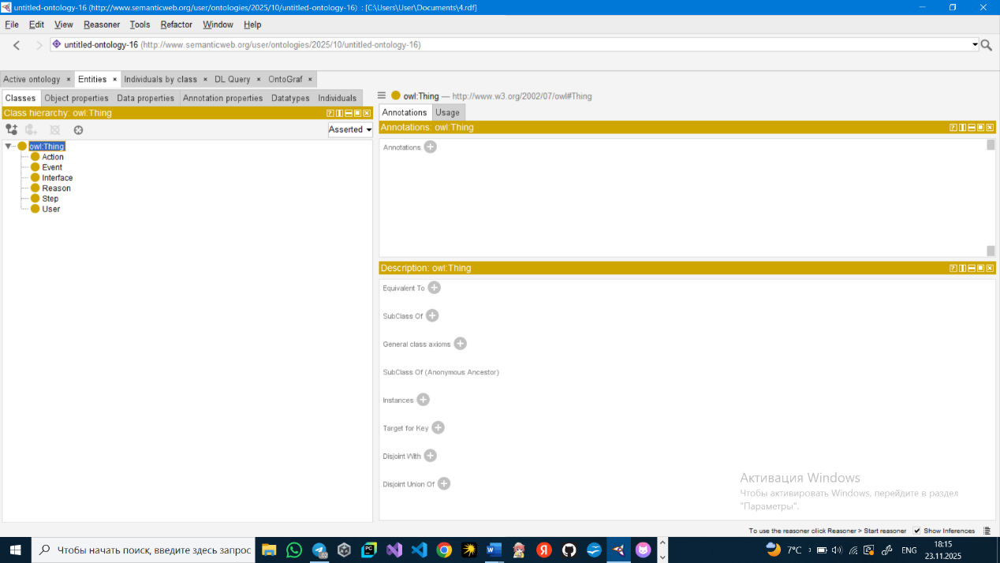 untitled-ontology-16 (http://www.semanticweb.org/user/ontologies/2025/10/untitled-ontology-16) : [C:\Users\User\Documents\4.rdf]
File Edit View Reasoner Tools Refactor Window Help
untitled-ontology-16 (http://www.semanticweb.org/user/ontologies/2025/10/untitled-ontology-16)
Active ontology × Entities × Individuals by class × DL Query × OntoGraf ×
Classes Object properties Data properties Annotation properties Datatypes Individuals
Class hierarchy: owl:Thing
Asserted
owl:Thing
Action
Event
Interface
Reason
Step
User
owl:Thing — http://www.w3.org/2002/07/owl#Thing
Annotations Usage
Annotations: owl:Thing
Annotations
Description: owl:Thing
Equivalent To
SubClass Of
General class axioms
SubClass Of (Anonymous Ancestor)
Instances
Target for Key
Disjoint With
Disjoint Union Of
Активация Windows
Чтобы активировать Windows, перейдите в раздел
"Параметры".
To use the reasoner click Reasoner > Start reasoner Show Inferences
Чтобы начать поиск, введите здесь запрос
7°C
ENG
18:15
23.11.2025